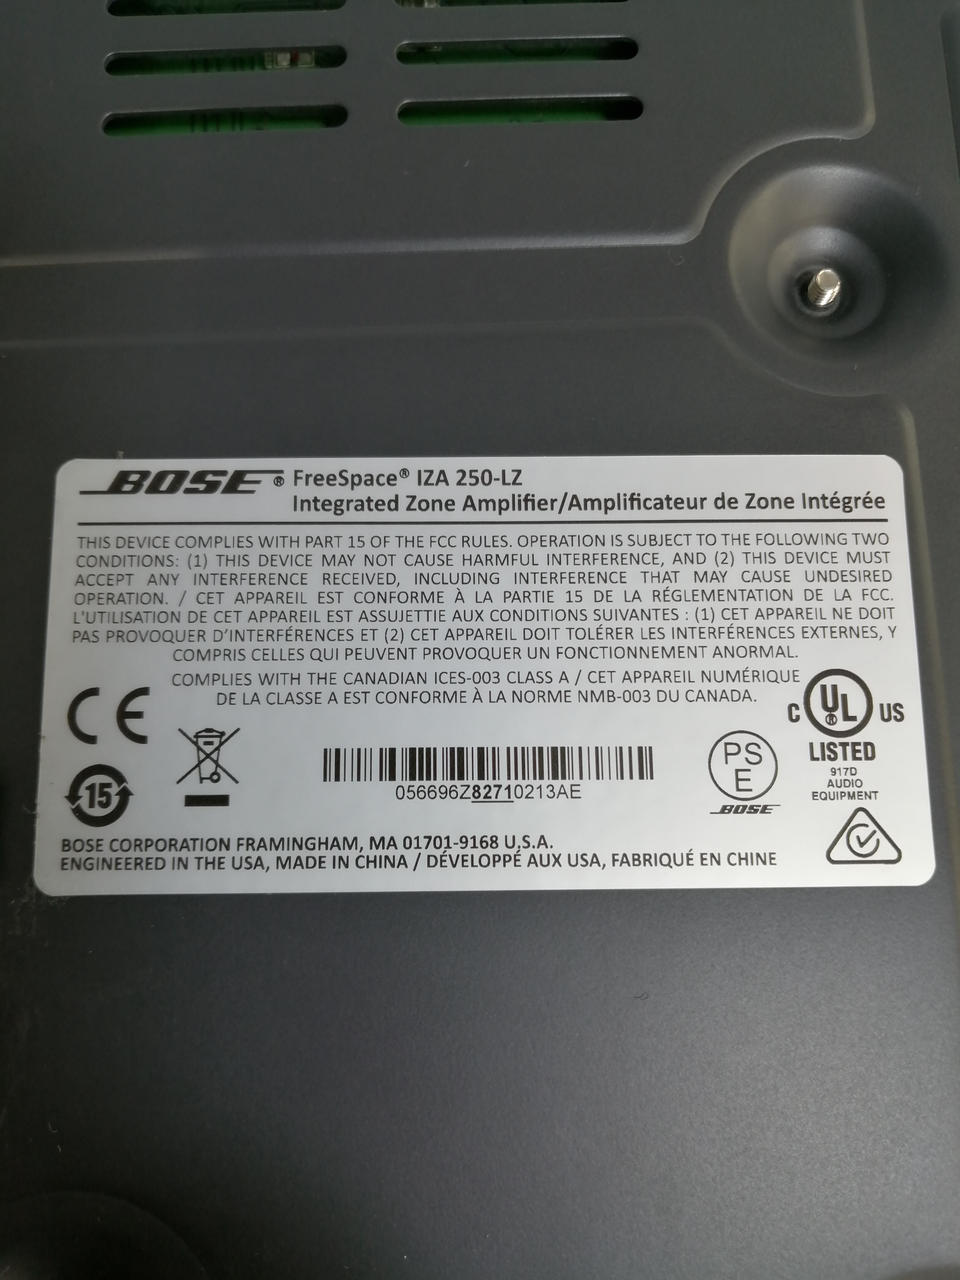 BOSE ® FreeSpace® IZA 250-LZ
Integrated Zone Amplifier/Amplificateur de Zone Intégrée
THIS DEVICE COMPLIES WITH PART 15 OF THE FCC RULES. OPERATION IS SUBJECT TO THE FOLLOWING TWO
CONDITIONS: (1) THIS DEVICE MAY NOT CAUSE HARMFUL INTERFERENCE, AND (2) THIS DEVICE MUST
ACCEPT ANY INTERFERENCE RECEIVED, INCLUDING INTERFERENCE THAT MAY CAUSE UNDESIRED
OPERATION. / CET APPAREIL EST CONFORME À LA PARTIE 15 DE LA RÉGLEMENTATION DE LA FCC.
L'UTILISATION DE CET APPAREIL EST ASSUJETTIE AUX CONDITIONS SUIVANTES : (1) CET APPAREIL NE DOIT
PAS PROVOQUER D'INTERFÉRENCES ET (2) CET APPAREIL DOIT TOLÉRER LES INTERFÉRENCES EXTERNES, Y
COMPRIS CELLES QUI PEUVENT PROVOQUER UN FONCTIONNEMENT ANORMAL.
COMPLIES WITH THE CANADIAN ICES-003 CLASS A / CET APPAREIL NUMÉRIQUE
DE LA CLASSE A EST CONFORME À LA NORME NMB-003 DU CANADA.
CE
C UL ® US
LISTED
917D
AUDIO
EQUIPMENT
15
PS
E
BOSE
056696Z82710213AE
BOSE CORPORATION FRAMINGHAM, MA 01701-9168 U.S.A.
ENGINEERED IN THE USA, MADE IN CHINA / DÉVELOPPÉ AUX USA, FABRIQUÉ EN CHINE